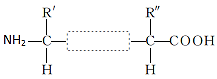 R′ R″
NH₂ C C COOH
H H